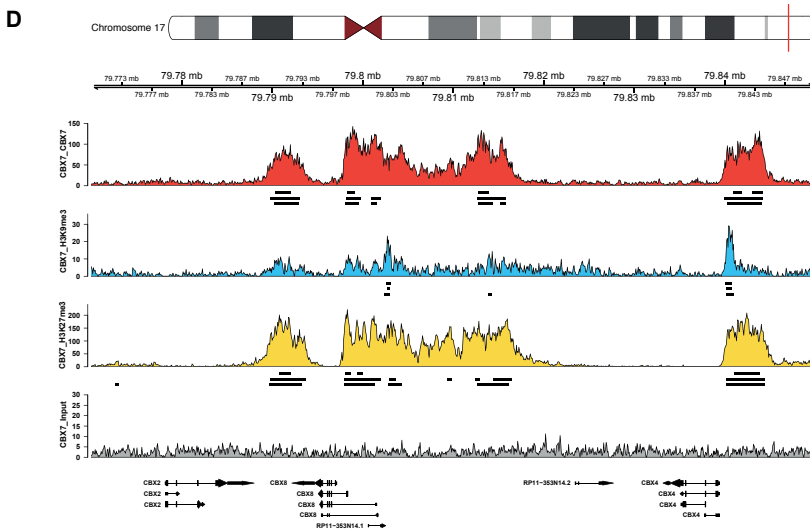 D
Chromosome 17
79.773 mb 79.78 mb 79.787 mb 79.793 mb 79.8 mb 79.807 mb 79.813 mb 79.82 mb 79.827 mb 79.833 mb 79.84 mb 79.847 mb
79.777 mb 79.783 mb 79.79 mb 79.797 mb 79.803 mb 79.81 mb 79.817 mb 79.823 mb 79.83 mb 79.837 mb 79.843 mb
CBX7_CBX7
150
100
50
0
CBX7_H3K9me3
30
20
10
0
CBX7_H3K27me3
200
150
100
50
0
CBX7_Input
30
25
20
15
10
5
0
CBX2 CBX8 RP11−353N14.2 CBX4
CBX2 CBX8 CBX4
CBX2 CBX8 CBX4
CBX8 CBX4
RP11−353N14.1